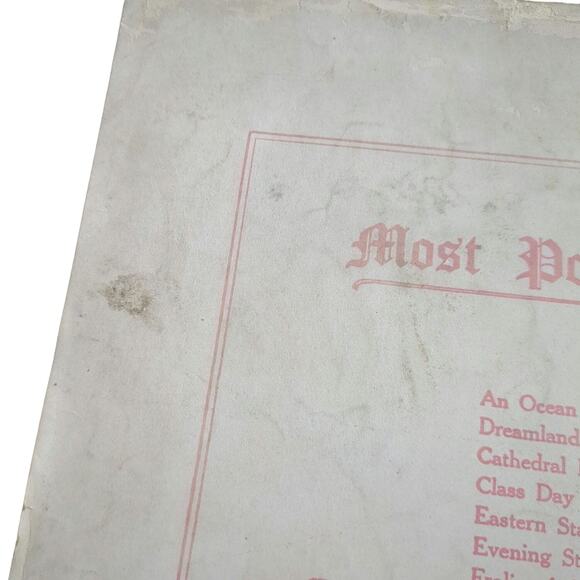 Most Po
An Ocean
Dreamland
Cathedral
Class Day
Eastern Sta
Evening St